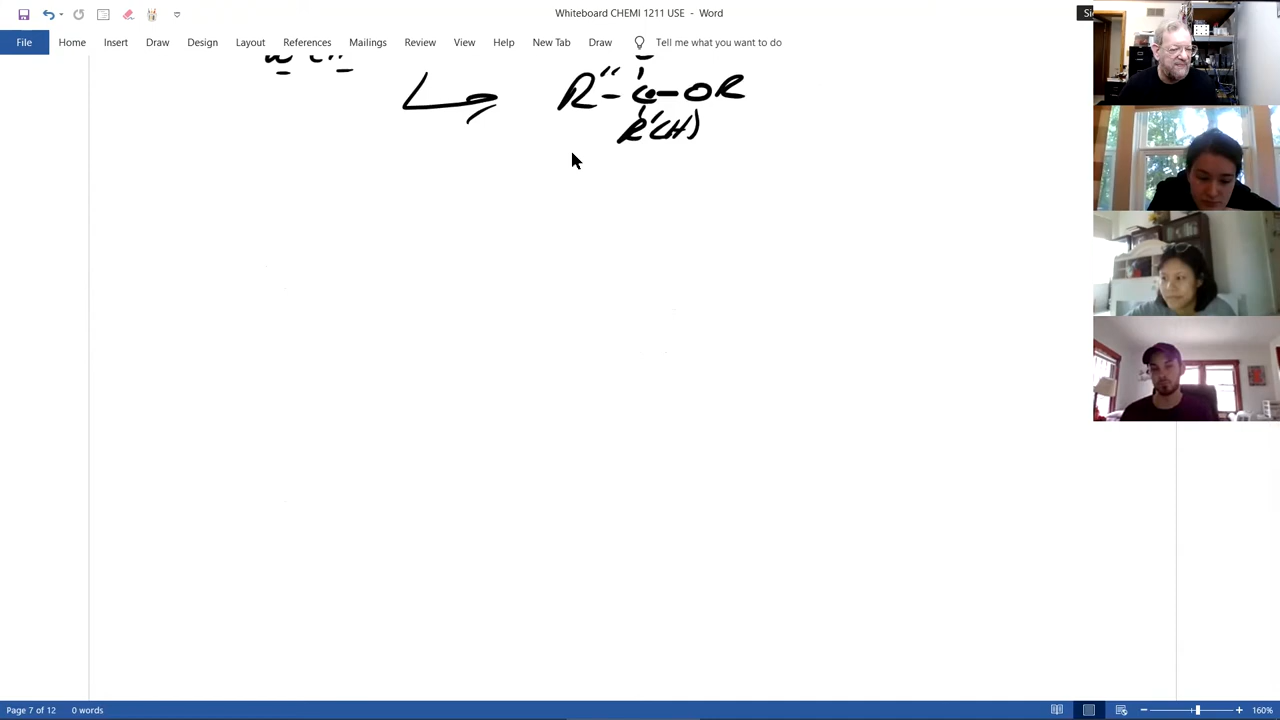 Whiteboard CHEMI 1211 USE - Word
File Home Insert Draw Design Layout References Mailings Review View Help New Tab Draw Tell me what you want to do
R"-C-OR
R'(H)
Page 7 of 12 0 words 160%